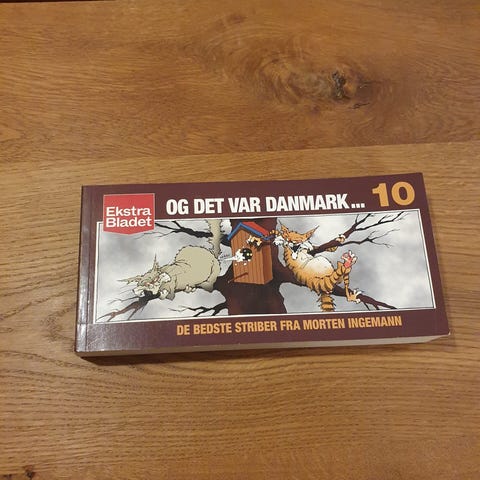 Ekstra
Bladet
OG DET VAR DANMARK... 10
DE BEDSTE STRIBER FRA MORTEN INGEMANN